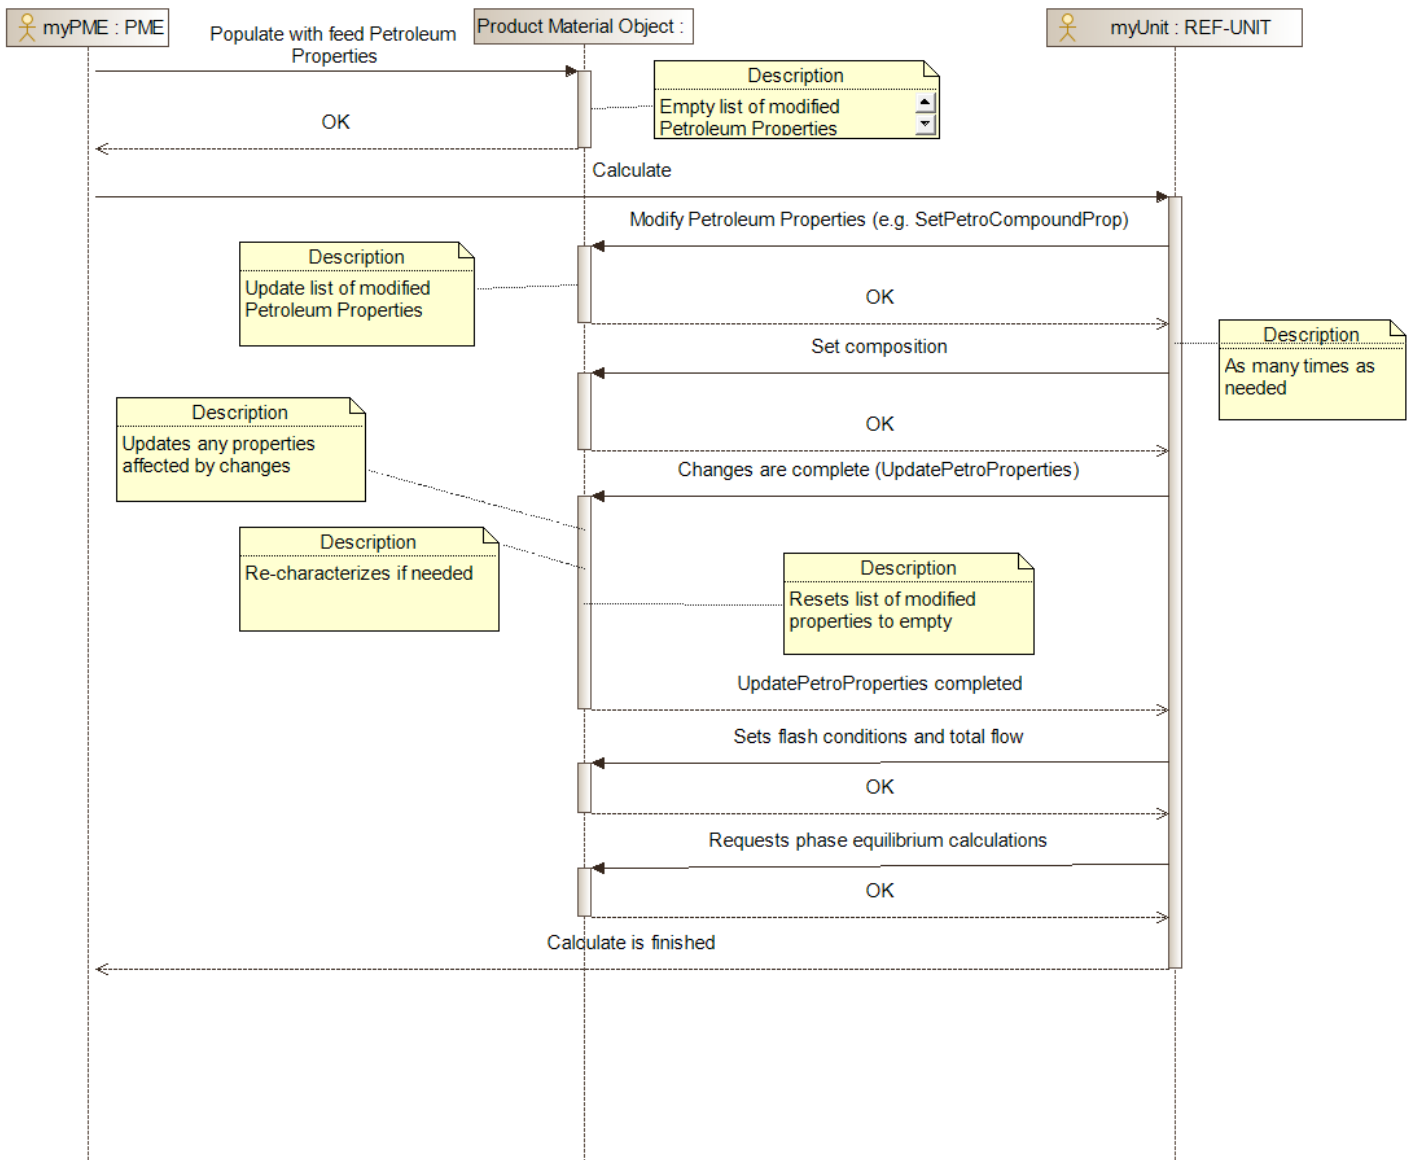 myPME : PME
Product Material Object :
myUnit : REF-UNIT
Populate with feed Petroleum
Properties
Description
Empty list of modified
Petroleum Properties
OK
Calculate
Modify Petroleum Properties (e.g. SetPetroCompoundProp)
Description
Update list of modified
Petroleum Properties
OK
Description
As many times as
needed
Set composition
Description
Updates any properties
affected by changes
OK
Changes are complete (UpdatePetroProperties)
Description
Re-characterizes if needed
Description
Resets list of modified
properties to empty
UpdatePetroProperties completed
Sets flash conditions and total flow
OK
Requests phase equilibrium calculations
OK
Calculate is finished